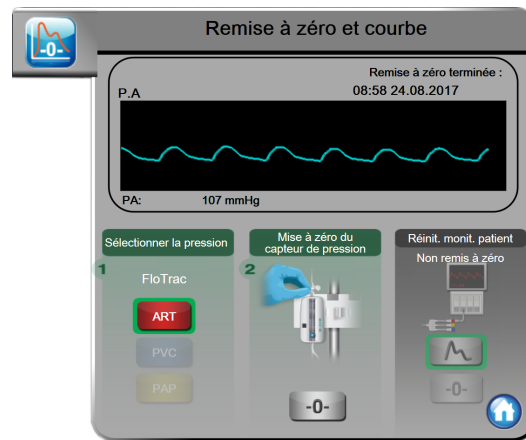 -0-
Remise à zéro et courbe
Remise à zéro terminée :
P.A
08:58 24.08.2017
PA:
107 mmHg
Sélectionner la pression
1
FloTrac
ART
PVC
PAP
Mise à zéro du
capteur de pression
2
-0-
Réinit. monit. patient
Non remis à zéro
-0-